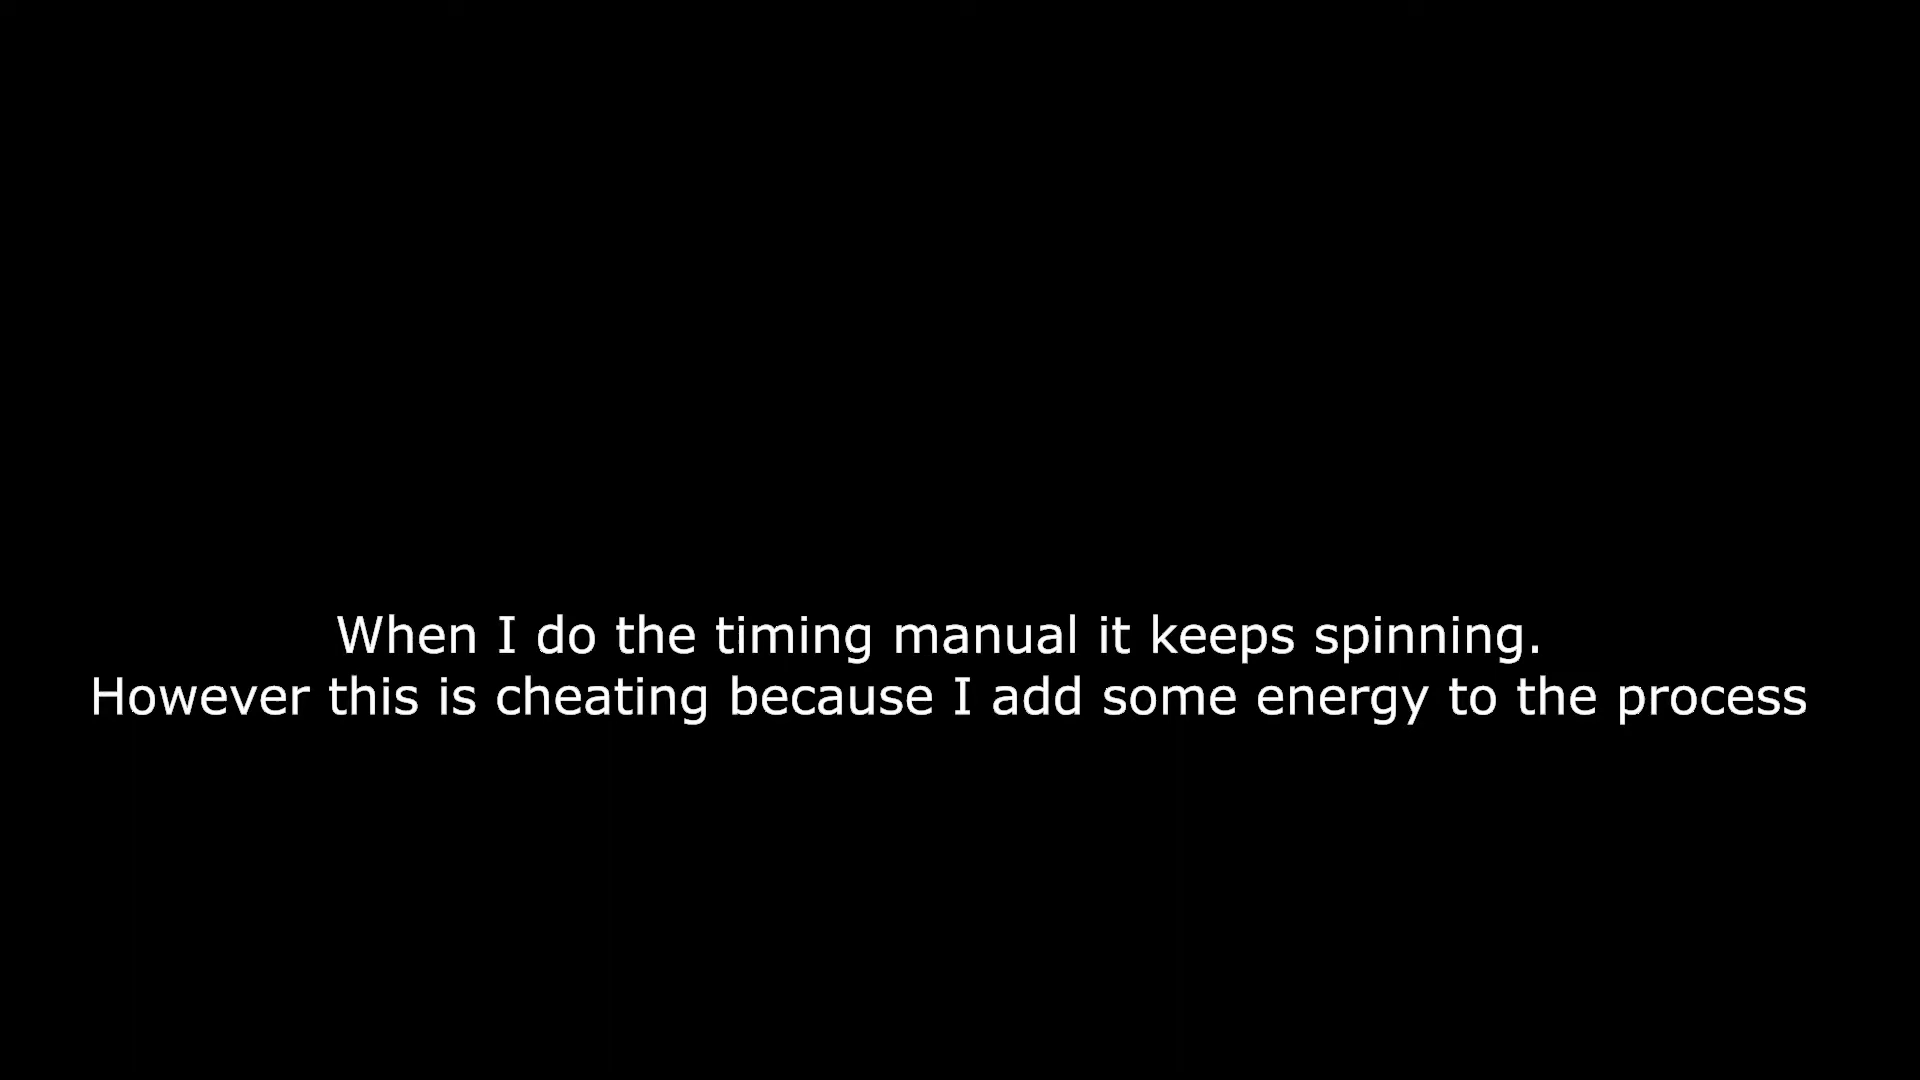 When I do the timing manual it keeps spinning.
However this is cheating because I add some energy to the process